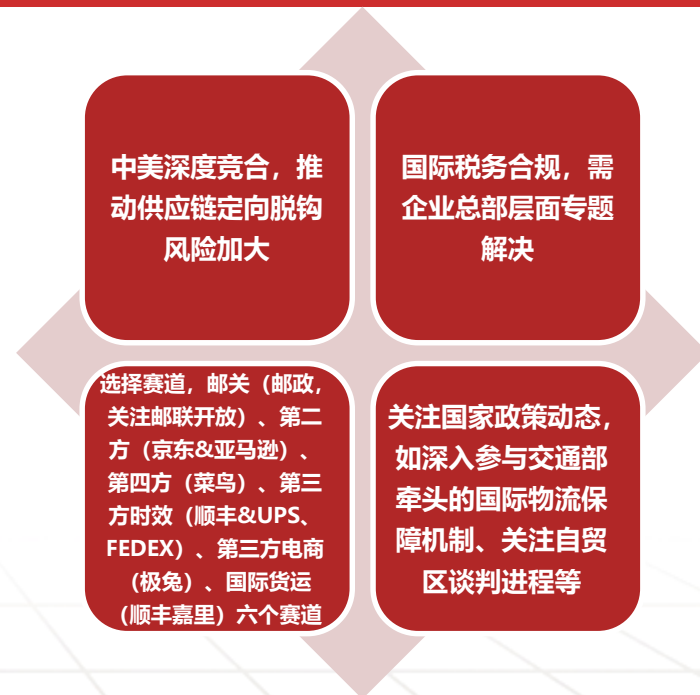 中美深度竞合，推
动供应链定向脱钩
风险加大
国际税务合规，需
企业总部层面专题
解决
选择赛道，邮关（邮政，
关注邮联开放）、第二
方（京东&亚马逊）、
第四方（菜鸟）、第三
方时效（顺丰&UPS、
FEDEX）、第三方电商
（极兔）、国际货运
（顺丰嘉里）六个赛道
关注国家政策动态，
如深入参与交通部
牵头的国际物流保
障机制、关注自贸
区谈判进程等